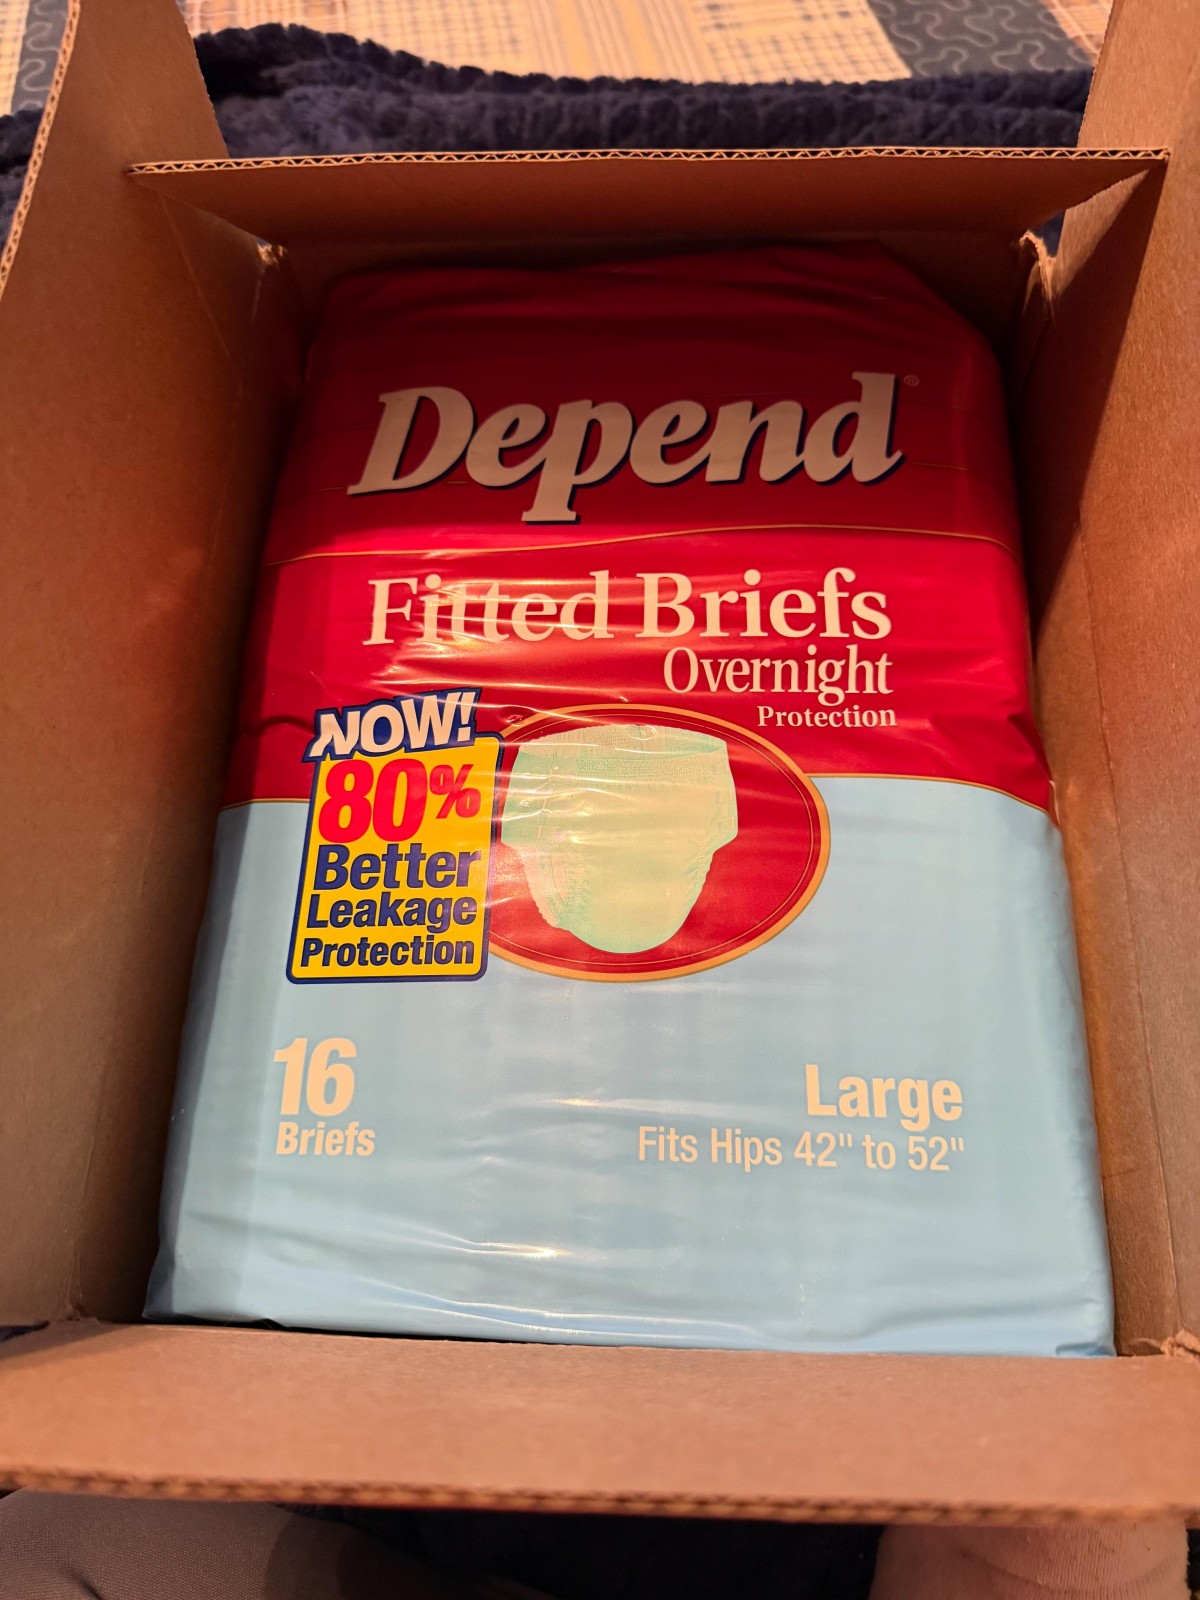 Depend®
Fitted Briefs
Overnight
Protection
NOW!
80%
Better
Leakage
Protection
16
Briefs
Large
Fits Hips 42" to 52"